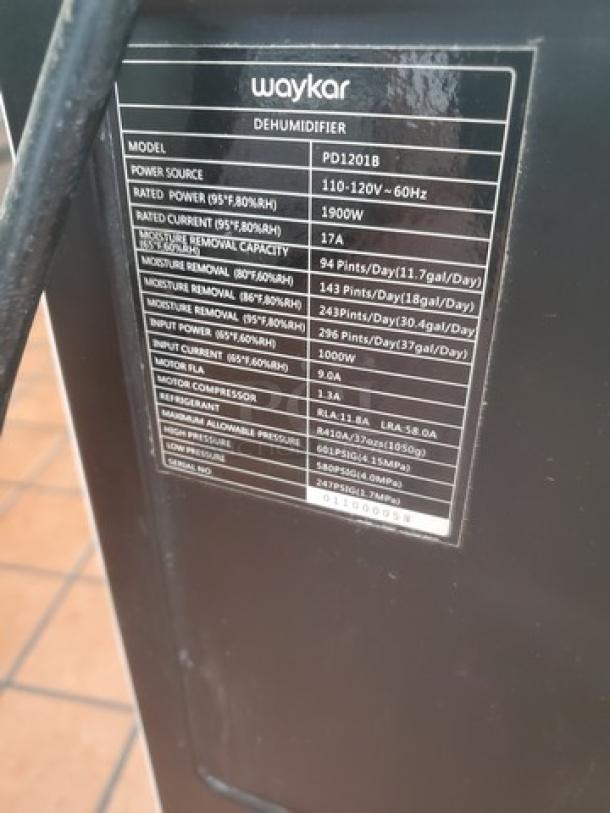 waykar
DEHUMIDIFIER
MODEL PD1201B
POWER SOURCE 110-120V~60Hz
RATED POWER (95°F,80%RH) 1900W
RATED CURRENT (95°F,80%RH) 17A
MOISTURE REMOVAL CAPACITY (65°F,60%RH) 94 Pints/Day(11.7gal/Day)
MOISTURE REMOVAL (80°F,60%RH) 143 Pints/Day(18gal/Day)
MOISTURE REMOVAL (86°F,80%RH) 243Pints/Day(30.4gal/Day)
MOISTURE REMOVAL (95°F,80%RH) 296 Pints/Day(37gal/Day)
INPUT POWER (65°F,60%RH) 1000W
INPUT CURRENT (65°F,60%RH) 9.0A
MOTOR FLA 1.3A
MOTOR COMPRESSOR RLA:11.8A LRA:58.0A
REFRIGERANT R410A/37ozs(1050g)
MAXIMUM ALLOWABLE PRESSURE 601PSIG(4.15MPa)
HIGH PRESSURE 580PSIG(4.0MPa)
LOW PRESSURE 247PSIG(1.7MPa)
SERIAL NO 011000058